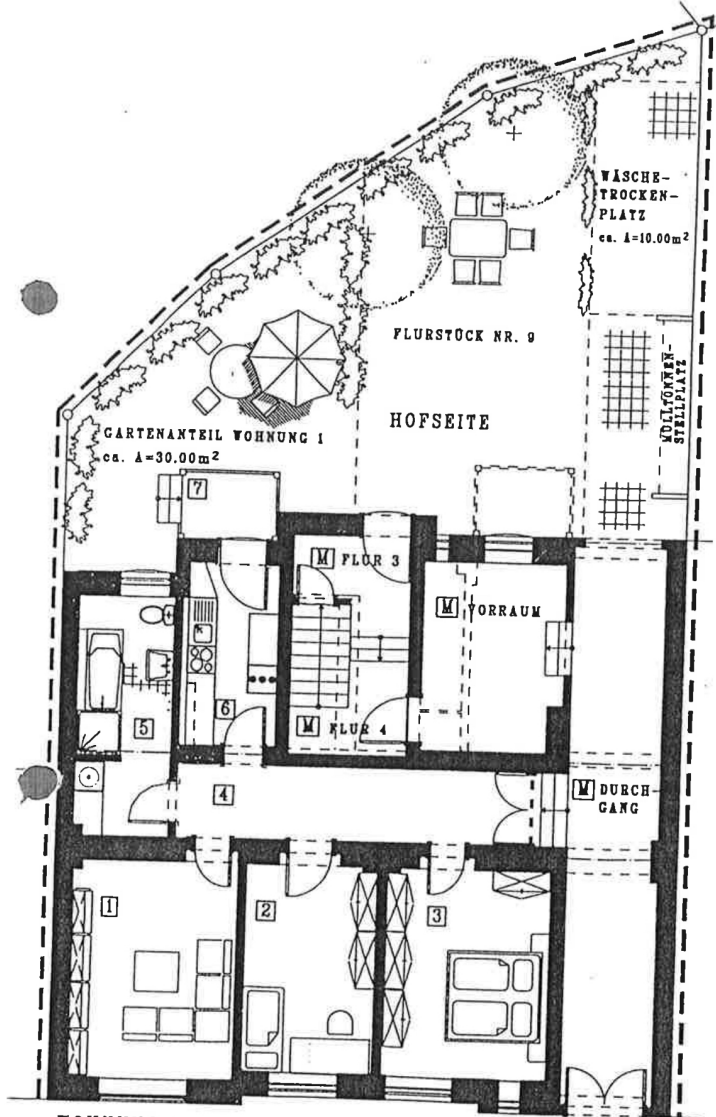 WÄSCHE-
TROCKEN-
PLATZ
ca. A=10.00m²
FLURSTÜCK NR. 9
MÜLLTONNEN-
STELLPLATZ
HOFSEITE
GARTENANTEIL WOHNUNG 1
ca. A=30.00m²
7
M FLUR 3
M VORRAUM
6
5
M FLUR 4
4
M DURCH-
GANG
1
2
3